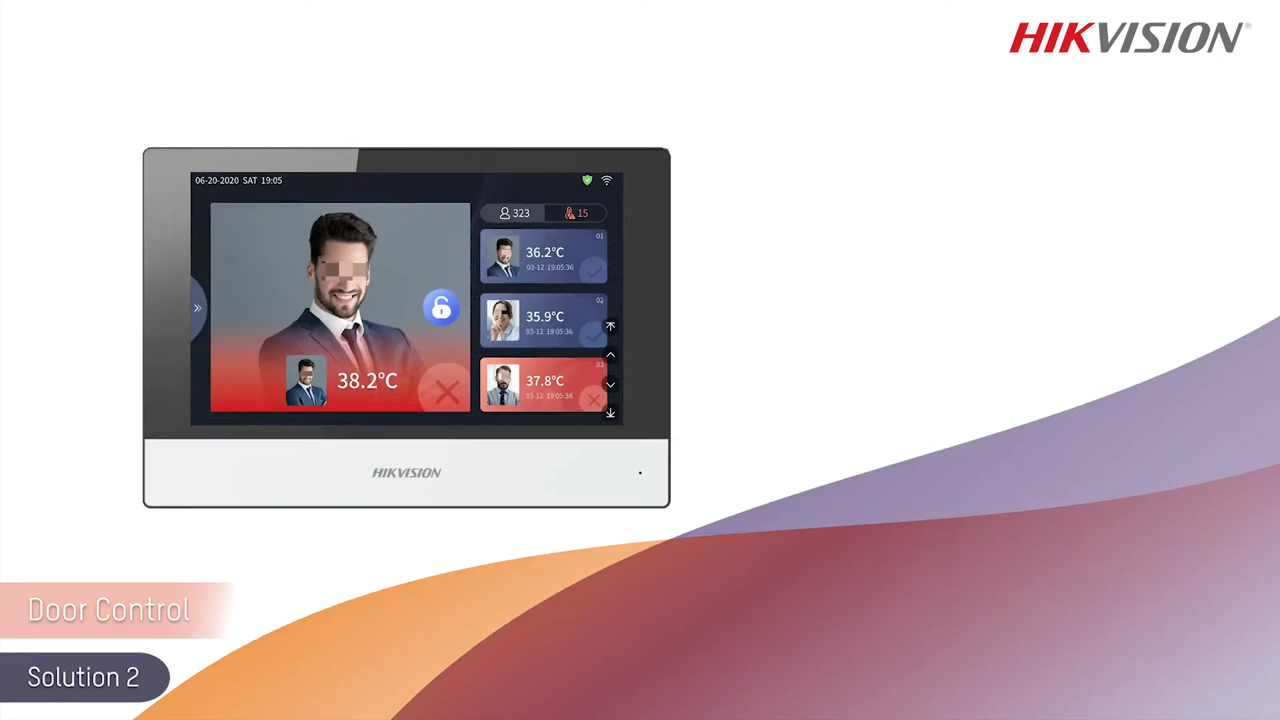 HIKVISION®
06-20-2020 SAT 19:05
323
15
01
36.2°C
03-12 19:05:36
02
35.9°C
03-12 19:05:36
03
37.8°C
03-12 19:05:36
38.2°C
HIKVISION
Door Control
Solution 2